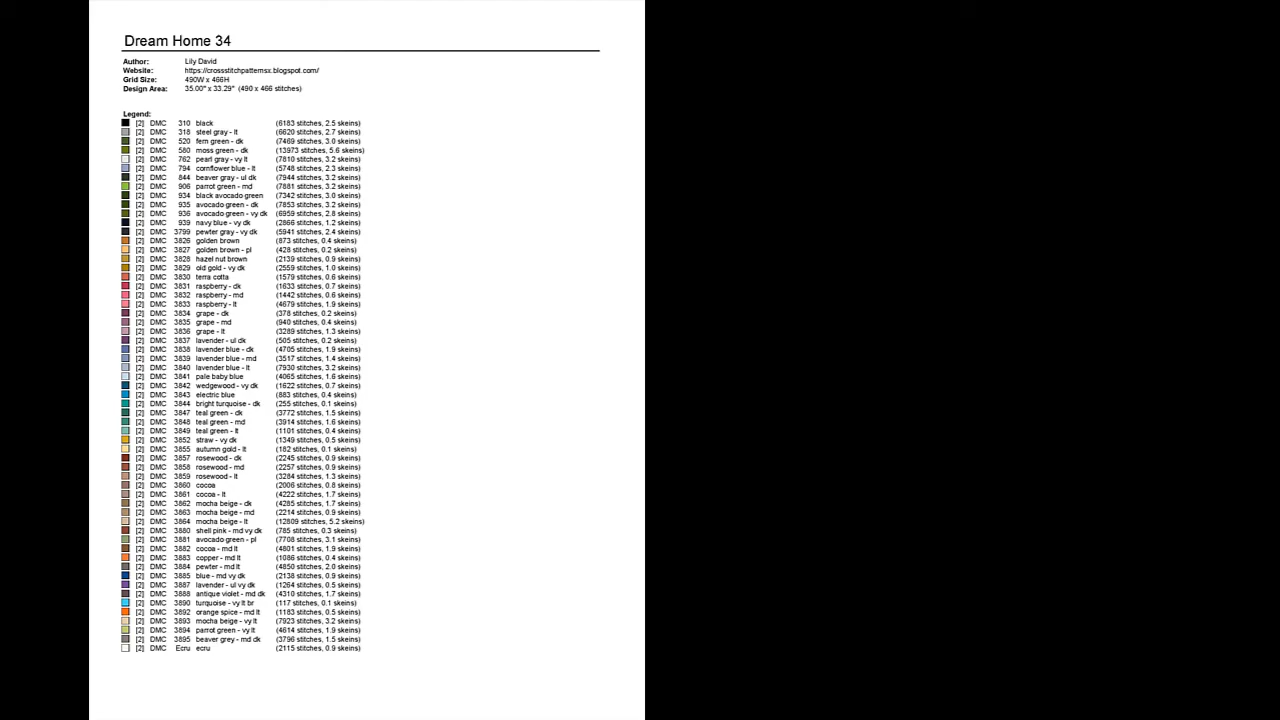 Dream Home 34
Author: Lily David
Website: https://crossstitchpatternsx.blogspot.com/
Grid Size: 490W x 466H
Design Area: 35.00" x 33.29" (490 x 466 stitches)
Legend:
[2] DMC 310 black (6183 stitches, 2.5 skeins)
[2] DMC 318 steel gray - lt (6620 stitches, 2.7 skeins)
[2] DMC 520 fern green - dk (7469 stitches, 3.0 skeins)
[2] DMC 580 moss green - dk (13973 stitches, 5.6 skeins)
[2] DMC 762 pearl gray - vy lt (7810 stitches, 3.2 skeins)
[2] DMC 794 cornflower blue - lt (5748 stitches, 2.3 skeins)
[2] DMC 844 beaver gray - ul dk (7944 stitches, 3.2 skeins)
[2] DMC 906 parrot green - md (7881 stitches, 3.2 skeins)
[2] DMC 934 black avocado green (7342 stitches, 3.0 skeins)
[2] DMC 935 avocado green - dk (7853 stitches, 3.2 skeins)
[2] DMC 936 avocado green - vy dk (6959 stitches, 2.8 skeins)
[2] DMC 939 navy blue - vy dk (2866 stitches, 1.2 skeins)
[2] DMC 3799 pewter gray - vy dk (5941 stitches, 2.4 skeins)
[2] DMC 3826 golden brown (873 stitches, 0.4 skeins)
[2] DMC 3827 golden brown - pl (428 stitches, 0.2 skeins)
[2] DMC 3828 hazel nut brown (2139 stitches, 0.9 skeins)
[2] DMC 3829 old gold - vy dk (2559 stitches, 1.0 skeins)
[2] DMC 3830 terra cotta (1579 stitches, 0.6 skeins)
[2] DMC 3831 raspberry - dk (1633 stitches, 0.7 skeins)
[2] DMC 3832 raspberry - md (1442 stitches, 0.6 skeins)
[2] DMC 3833 raspberry - lt (4679 stitches, 1.9 skeins)
[2] DMC 3834 grape - dk (378 stitches, 0.2 skeins)
[2] DMC 3835 grape - md (940 stitches, 0.4 skeins)
[2] DMC 3836 grape - lt (3289 stitches, 1.3 skeins)
[2] DMC 3837 lavender - ul dk (505 stitches, 0.2 skeins)
[2] DMC 3838 lavender blue - dk (4705 stitches, 1.9 skeins)
[2] DMC 3839 lavender blue - md (3517 stitches, 1.4 skeins)
[2] DMC 3840 lavender blue - lt (7930 stitches, 3.2 skeins)
[2] DMC 3841 pale baby blue (4065 stitches, 1.6 skeins)
[2] DMC 3842 wedgewood - vy dk (1622 stitches, 0.7 skeins)
[2] DMC 3843 electric blue (883 stitches, 0.4 skeins)
[2] DMC 3844 bright turquoise - dk (255 stitches, 0.1 skeins)
[2] DMC 3847 teal green - dk (3772 stitches, 1.5 skeins)
[2] DMC 3848 teal green - md (3914 stitches, 1.6 skeins)
[2] DMC 3849 teal green - lt (1101 stitches, 0.4 skeins)
[2] DMC 3852 straw - vy dk (1349 stitches, 0.5 skeins)
[2] DMC 3855 autumn gold - lt (182 stitches, 0.1 skeins)
[2] DMC 3857 rosewood - dk (2245 stitches, 0.9 skeins)
[2] DMC 3858 rosewood - md (2257 stitches, 0.9 skeins)
[2] DMC 3859 rosewood - lt (3284 stitches, 1.3 skeins)
[2] DMC 3860 cocoa (2006 stitches, 0.8 skeins)
[2] DMC 3861 cocoa - lt (4222 stitches, 1.7 skeins)
[2] DMC 3862 mocha beige - dk (4285 stitches, 1.7 skeins)
[2] DMC 3863 mocha beige - md (2214 stitches, 0.9 skeins)
[2] DMC 3864 mocha beige - lt (12809 stitches, 5.2 skeins)
[2] DMC 3880 shell pink - md vy dk (785 stitches, 0.3 skeins)
[2] DMC 3881 avocado green - pl (7708 stitches, 3.1 skeins)
[2] DMC 3882 cocoa - md lt (4801 stitches, 1.9 skeins)
[2] DMC 3883 copper - md lt (1086 stitches, 0.4 skeins)
[2] DMC 3884 pewter - md lt (4850 stitches, 2.0 skeins)
[2] DMC 3885 blue - md vy dk (2138 stitches, 0.9 skeins)
[2] DMC 3887 lavender - ul vy dk (1264 stitches, 0.5 skeins)
[2] DMC 3888 antique violet - md dk (4310 stitches, 1.7 skeins)
[2] DMC 3890 turquoise - vy lt br (117 stitches, 0.1 skeins)
[2] DMC 3892 orange spice - md lt (1183 stitches, 0.5 skeins)
[2] DMC 3893 mocha beige - vy lt (7923 stitches, 3.2 skeins)
[2] DMC 3894 parrot green - vy lt (4614 stitches, 1.9 skeins)
[2] DMC 3895 beaver grey - md dk (3796 stitches, 1.5 skeins)
[2] DMC Ecru ecru (2115 stitches, 0.9 skeins)